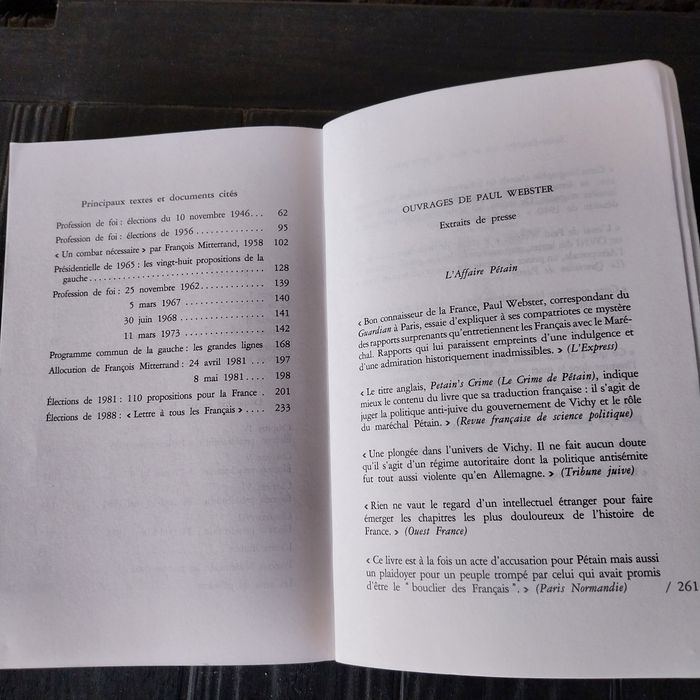 Principaux textes et documents cités
Profession de foi : élections du 10 novembre 1946. . . 62
Profession de foi : élections de 1956 . . . . . . . . . . . . . 95
« Un combat nécessaire » par François Mitterrand, 1958 102
Présidentielle de 1965 : les vingt-huit propositions de la
gauche. . . . . . . . . . . . . . . . . . . . . . . . . . . . . . . . . 128
Profession de foi : 25 novembre 1962. . . . . . . . . . . . . 139
5 mars 1967 . . . . . . . . . . . . . . . . 140
30 juin 1968 . . . . . . . . . . . . . . . . 141
11 mars 1973 . . . . . . . . . . . . . . . 142
Programme commun de la gauche : les grandes lignes 168
Allocution de François Mitterrand : 24 avril 1981 . . . 197
8 mai 1981 . . . . . 198
Élections de 1981 : 110 propositions pour la France . 201
Élections de 1988 : « Lettre à tous les Français » . . . . 233
OUVRAGES DE PAUL WEBSTER
Extraits de presse
L'Affaire Pétain
« Bon connaisseur de la France, Paul Webster, correspondant du
Guardian à Paris, essaie d'expliquer à ses compatriotes ce mystère
des rapports surprenants qu'entretiennent les Français avec le Maré-
chal. Rapports qui lui paraissent empreints d'une indulgence et
d'une admiration historiquement inadmissibles. » (L'Express)
« Le titre anglais, Petain's Crime (Le Crime de Pétain), indique
mieux le contenu du livre que sa traduction française : il s'agit de
juger la politique anti-juive du gouvernement de Vichy et le rôle
du maréchal Pétain. » (Revue française de science politique)
« Une plongée dans l'univers de Vichy. Il ne fait aucun doute
qu'il s'agit d'un régime autoritaire dont la politique antisémite
fut tout aussi violente qu'en Allemagne. » (Tribune juive)
« Rien ne vaut le regard d'un intellectuel étranger pour faire
émerger les chapitres les plus douloureux de l'histoire de
France. » (Ouest France)
« Ce livre est à la fois un acte d'accusation pour Pétain mais aussi
un plaidoyer pour un peuple trompé par celui qui avait promis
d'être le " bouclier des Français ". » (Paris Normandie)
/ 261